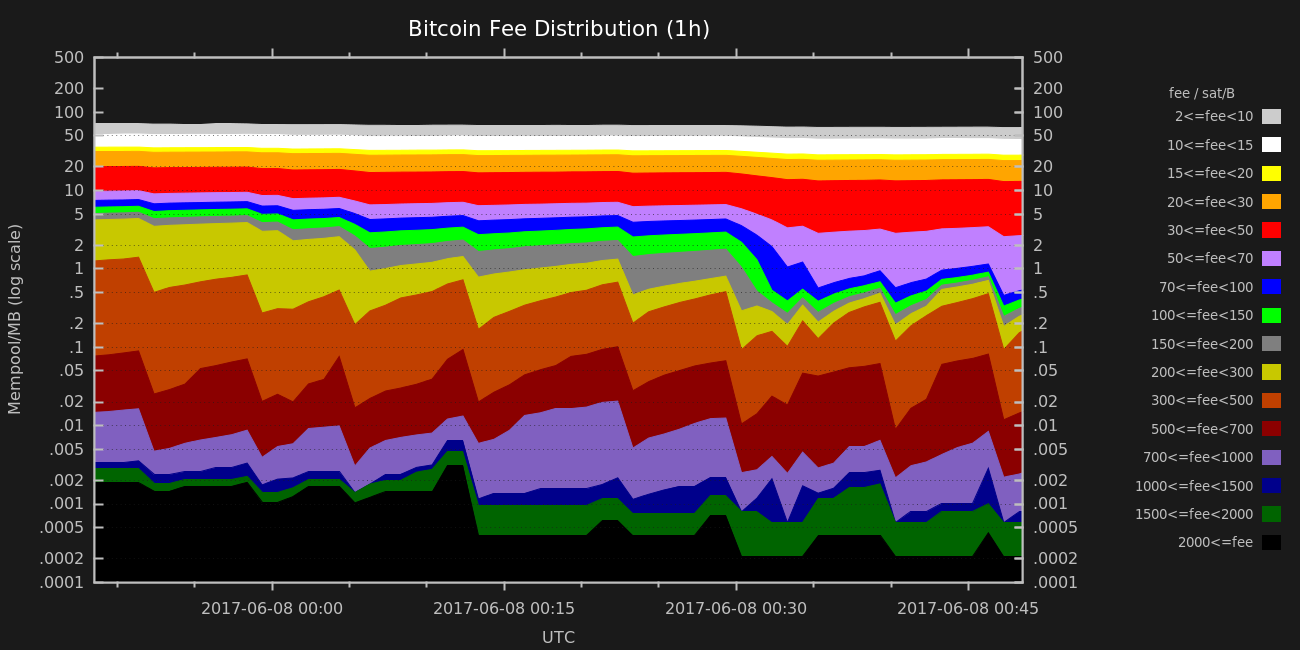 Bitcoin Fee Distribution (1h)
500 500
200 200
100 100
50 50
20 20
10 10
5 5
2 2
1 1
.5 .5
.2 .2
.1 .1
.05 .05
.02 .02
.01 .01
.005 .005
.002 .002
.001 .001
.0005 .0005
.0002 .0002
.0001 .0001
Mempool/MB (log scale)
2017-06-08 00:00 2017-06-08 00:15 2017-06-08 00:30 2017-06-08 00:45
UTC
fee / sat/B
2<=fee<10
10<=fee<15
15<=fee<20
20<=fee<30
30<=fee<50
50<=fee<70
70<=fee<100
100<=fee<150
150<=fee<200
200<=fee<300
300<=fee<500
500<=fee<700
700<=fee<1000
1000<=fee<1500
1500<=fee<2000
2000<=fee